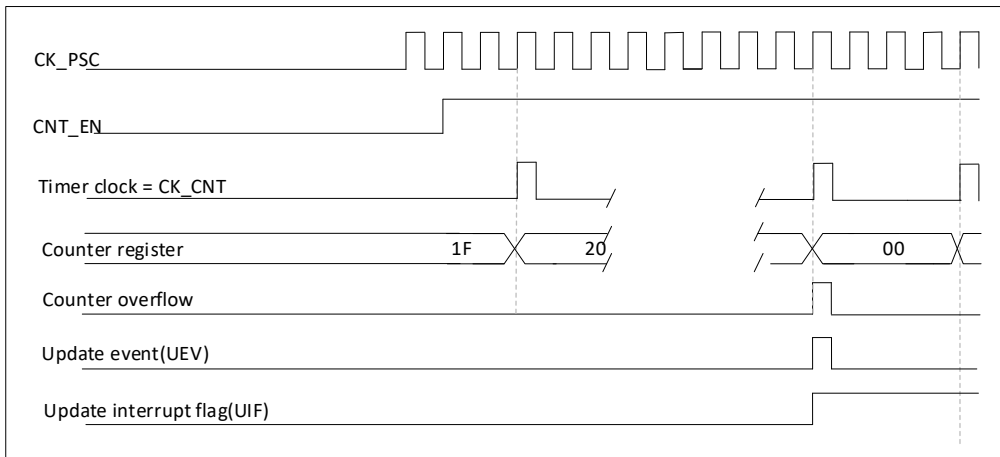 CK_PSC
CNT_EN
Timer clock = CK_CNT
Counter register 1F 20 00
Counter overflow
Update event(UEV)
Update interrupt flag(UIF)